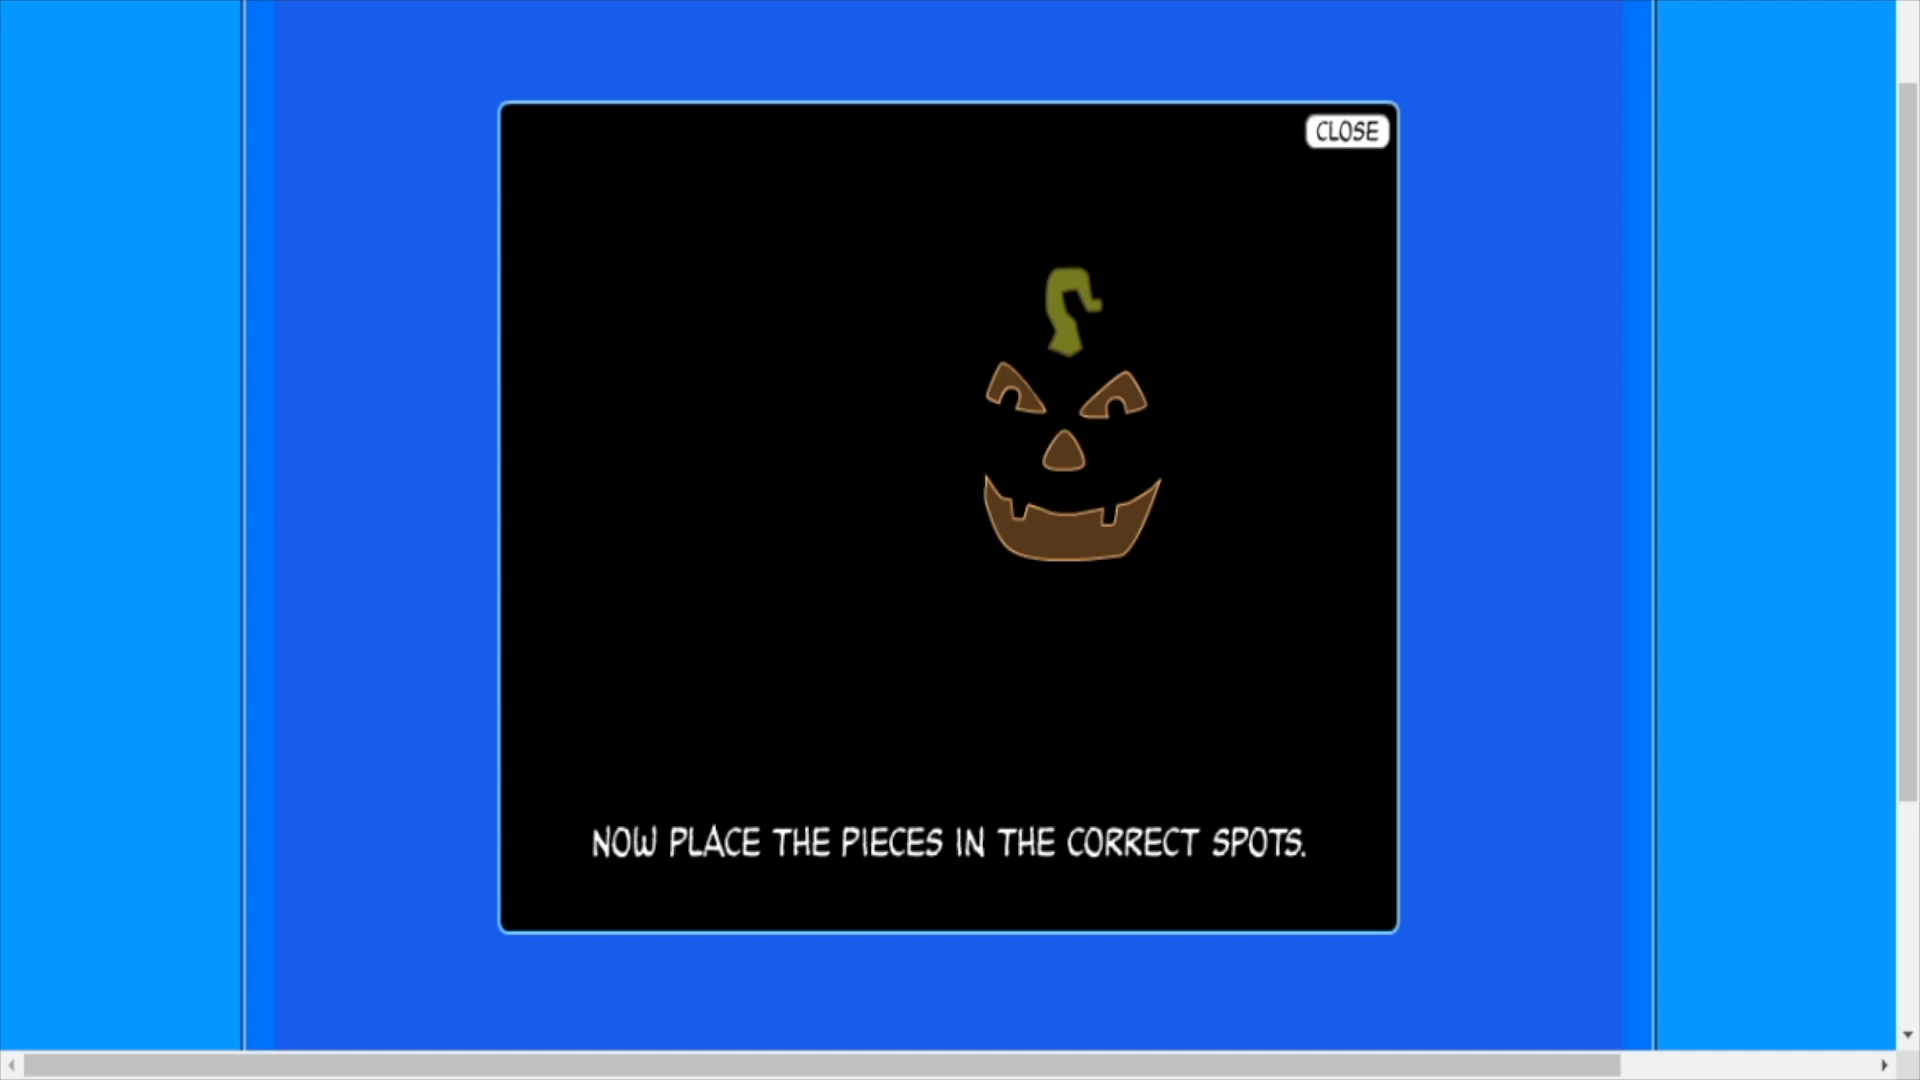 CLOSE
NOW PLACE THE PIECES IN THE CORRECT SPOTS.